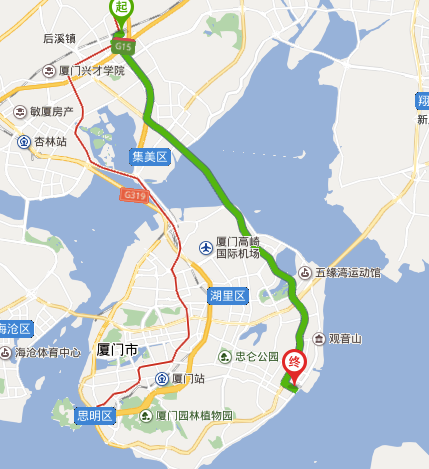 起
后溪镇
G15
厦门兴才学院
翔
敏厦房产
新
杏林站
集美区
G319
厦门高崎
国际机场
五缘湾运动馆
湖里区
海沧区
观音山
厦门市
海沧体育中心
忠仑公园
终
厦门站
思明区
厦门园林植物园